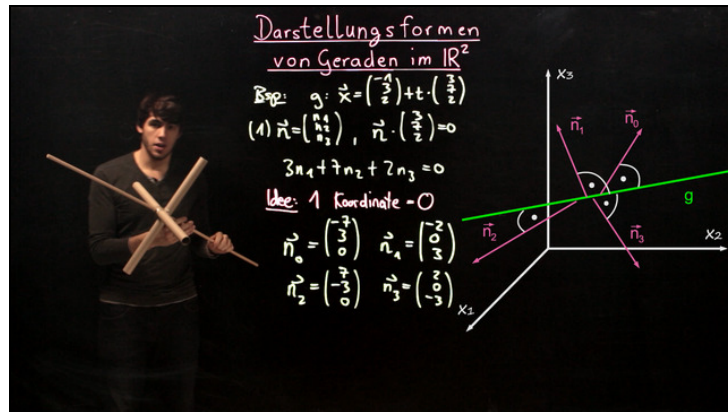 Darstellungsformen
von Geraden im ℝ²
Bsp: g: x⃗ = (-1 3 2) + t · (3 7 2)
(1) n⃗ = (n₁ n₂ n₃) , n⃗ · (3 7 2) = 0
3n₁ + 7n₂ + 2n₃ = 0
Idee: 1 Koordinate = 0
n⃗₀ = (-7 3 0) n⃗₁ = (-2 0 3)
n⃗₂ = (7 -3 0) n⃗₃ = (2 0 -3)
x₃
n⃗₁ n⃗₀
g
n⃗₂ n⃗₃ x₂
x₁